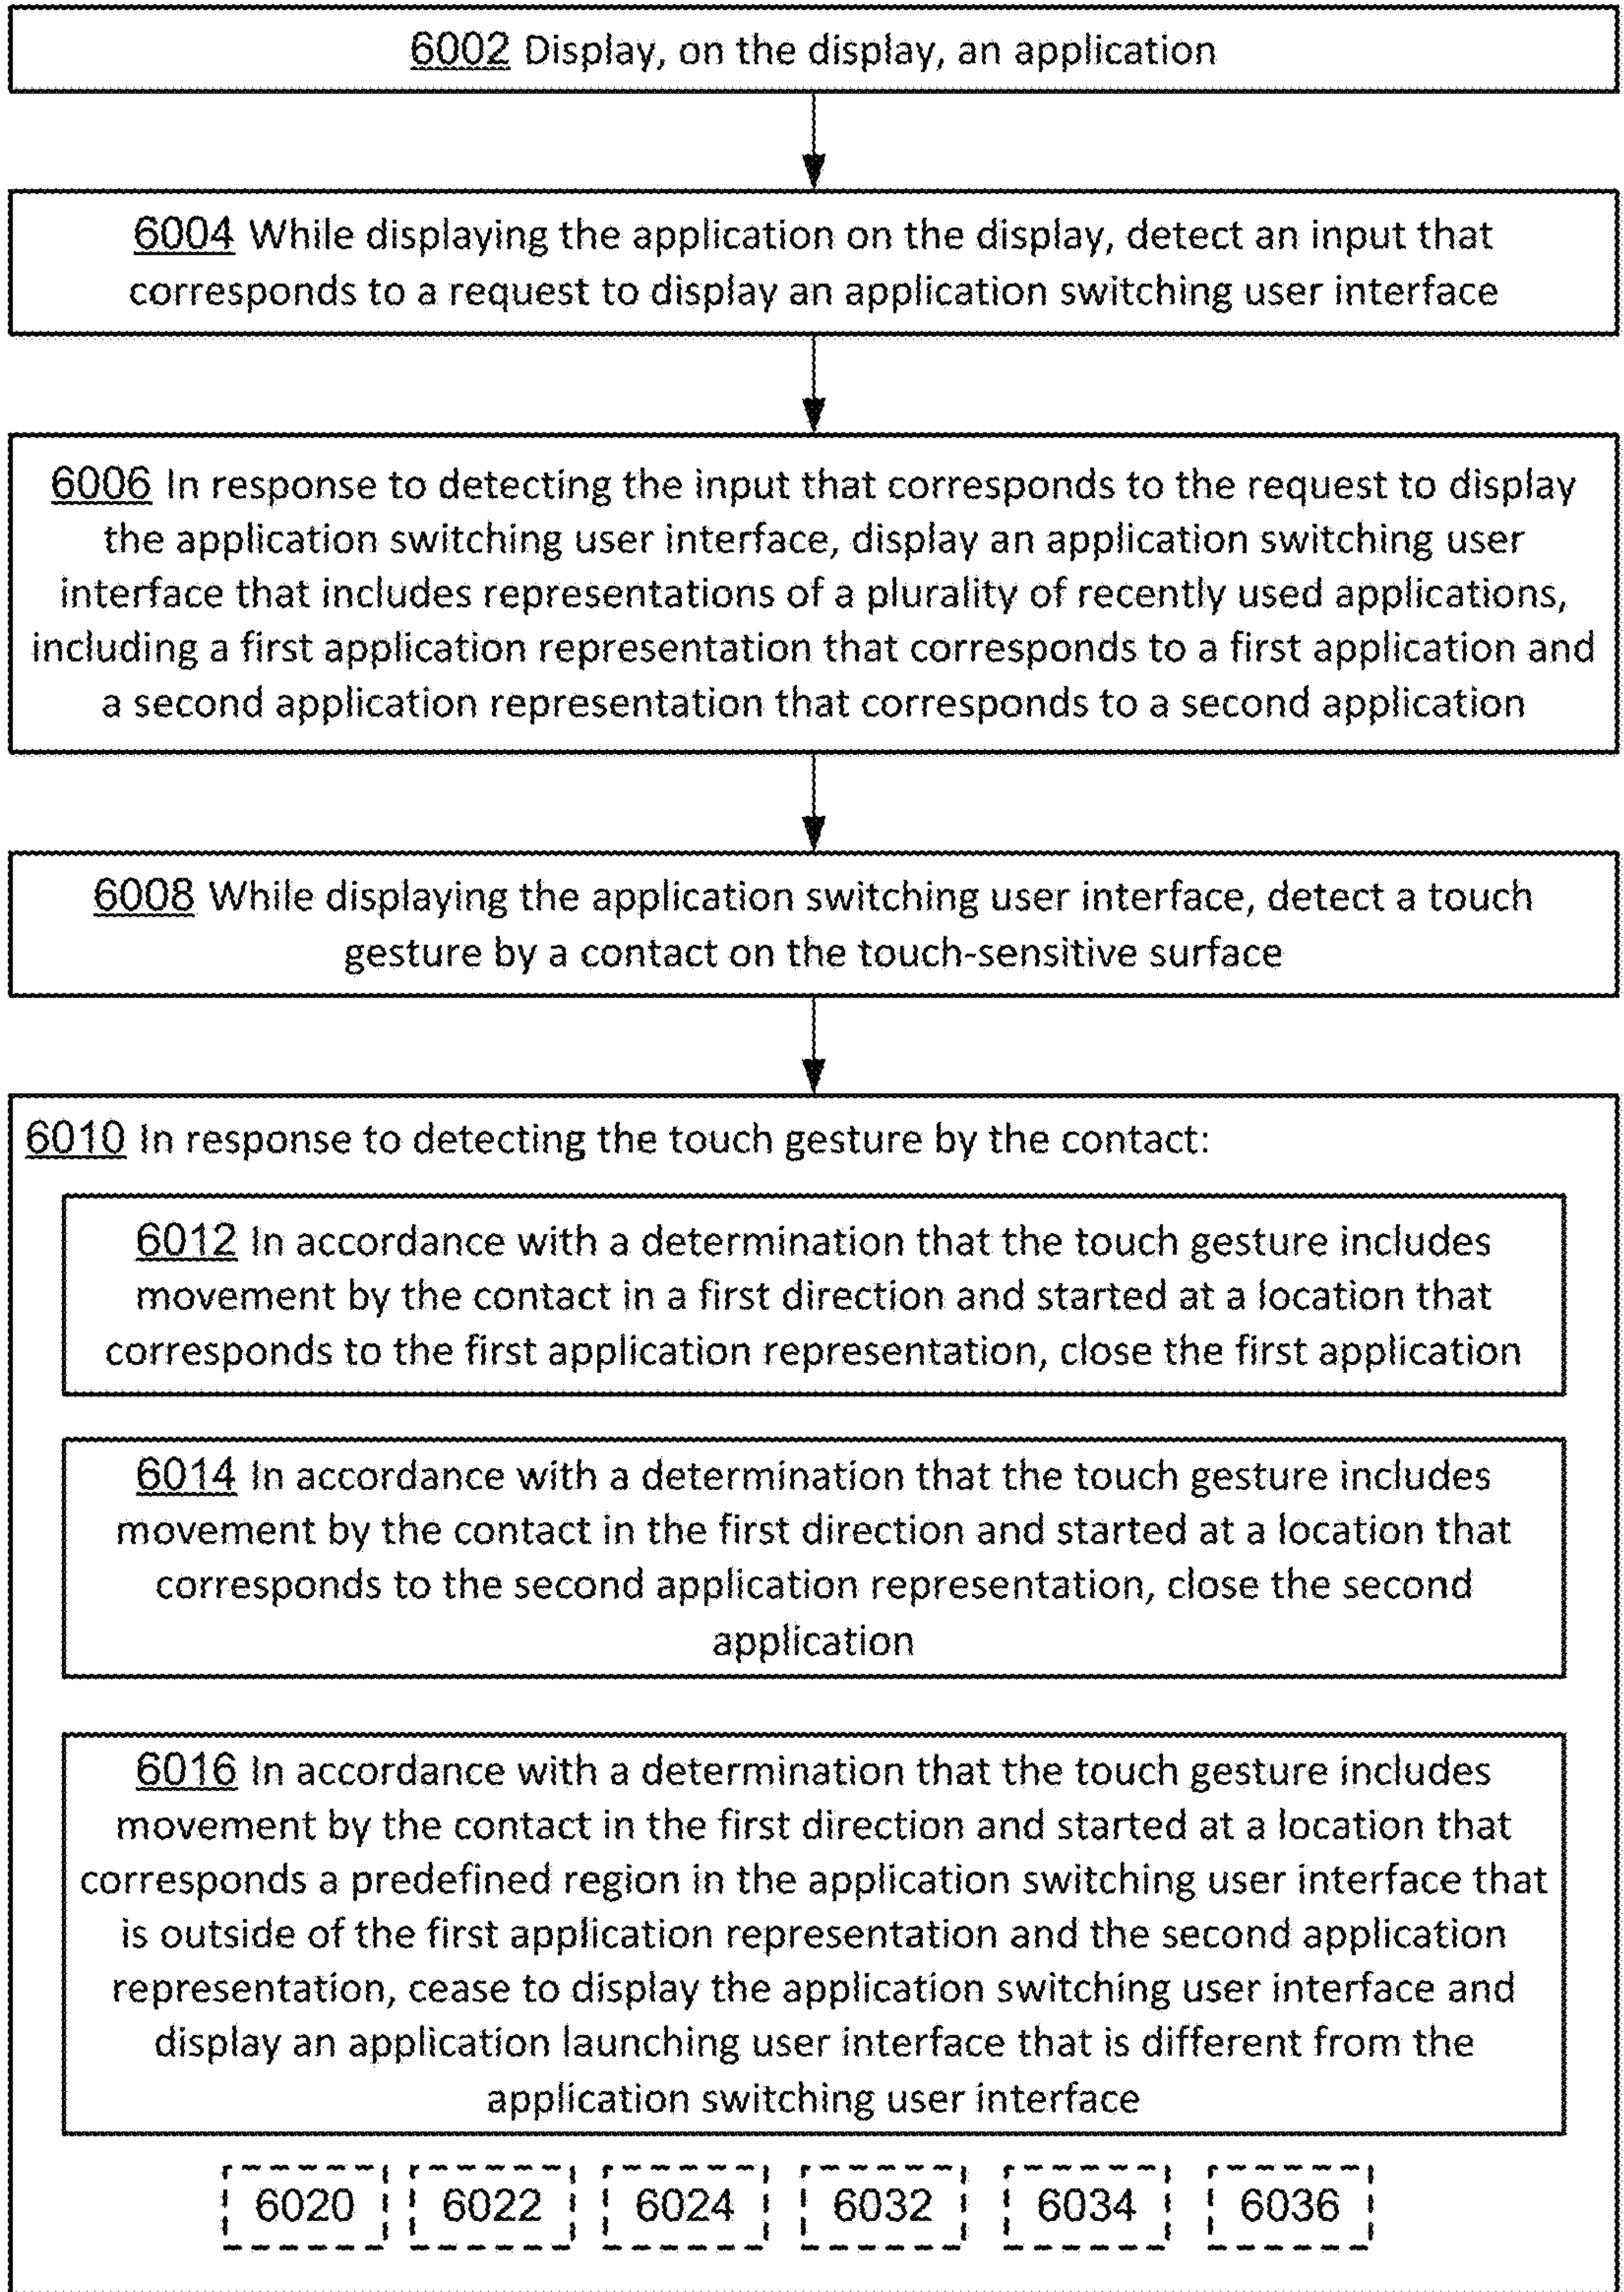 6002 Display, on the display, an application
6004 While displaying the application on the display, detect an input that
corresponds to a request to display an application switching user interface
6006 In response to detecting the input that corresponds to the request to display
the application switching user interface, display an application switching user
interface that includes representations of a plurality of recently used applications,
including a first application representation that corresponds to a first application and
a second application representation that corresponds to a second application
6008 While displaying the application switching user interface, detect a touch
gesture by a contact on the touch-sensitive surface
6010 In response to detecting the touch gesture by the contact:
6012 In accordance with a determination that the touch gesture includes
movement by the contact in a first direction and started at a location that
corresponds to the first application representation, close the first application
6014 In accordance with a determination that the touch gesture includes
movement by the contact in the first direction and started at a location that
corresponds to the second application representation, close the second
application
6016 In accordance with a determination that the touch gesture includes
movement by the contact in the first direction and started at a location that
corresponds a predefined region in the application switching user interface that
is outside of the first application representation and the second application
representation, cease to display the application switching user interface and
display an application launching user interface that is different from the
application switching user interface
6020 6022 6024 6032 6034 6036